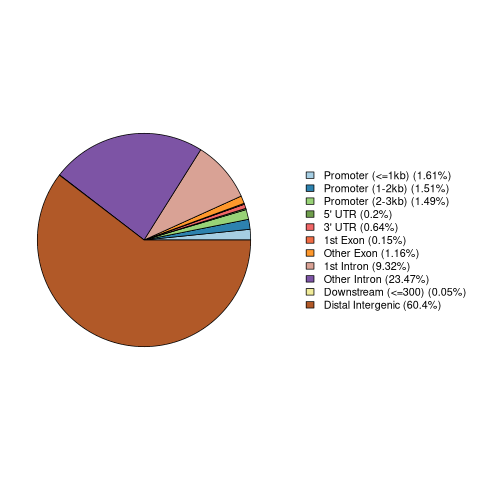 Promoter (<=1kb) (1.61%)
Promoter (1-2kb) (1.51%)
Promoter (2-3kb) (1.49%)
5' UTR (0.2%)
3' UTR (0.64%)
1st Exon (0.15%)
Other Exon (1.16%)
1st Intron (9.32%)
Other Intron (23.47%)
Downstream (<=300) (0.05%)
Distal Intergenic (60.4%)